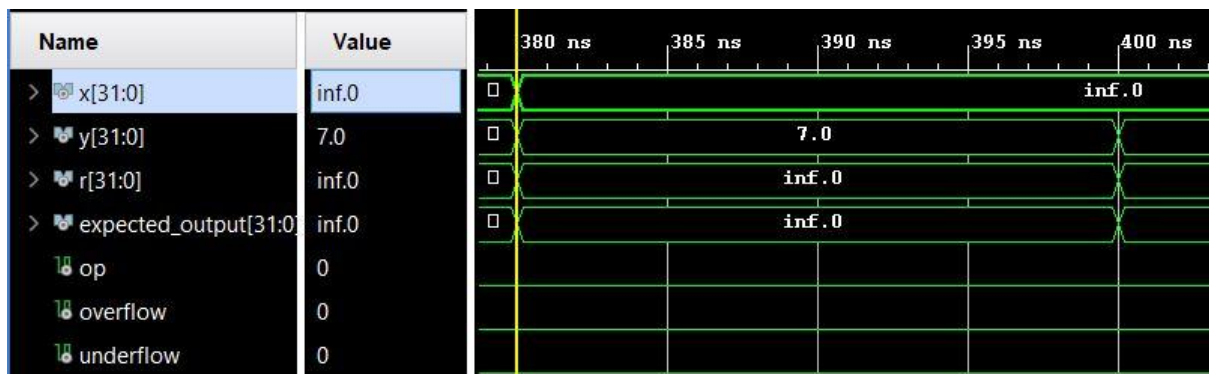 Name Value 380 ns 385 ns 390 ns 395 ns 400 ns
x[31:0] inf.0 inf.0
y[31:0] 7.0 7.0
r[31:0] inf.0 inf.0
expected_output[31:0] inf.0 inf.0
op 0
overflow 0
underflow 0